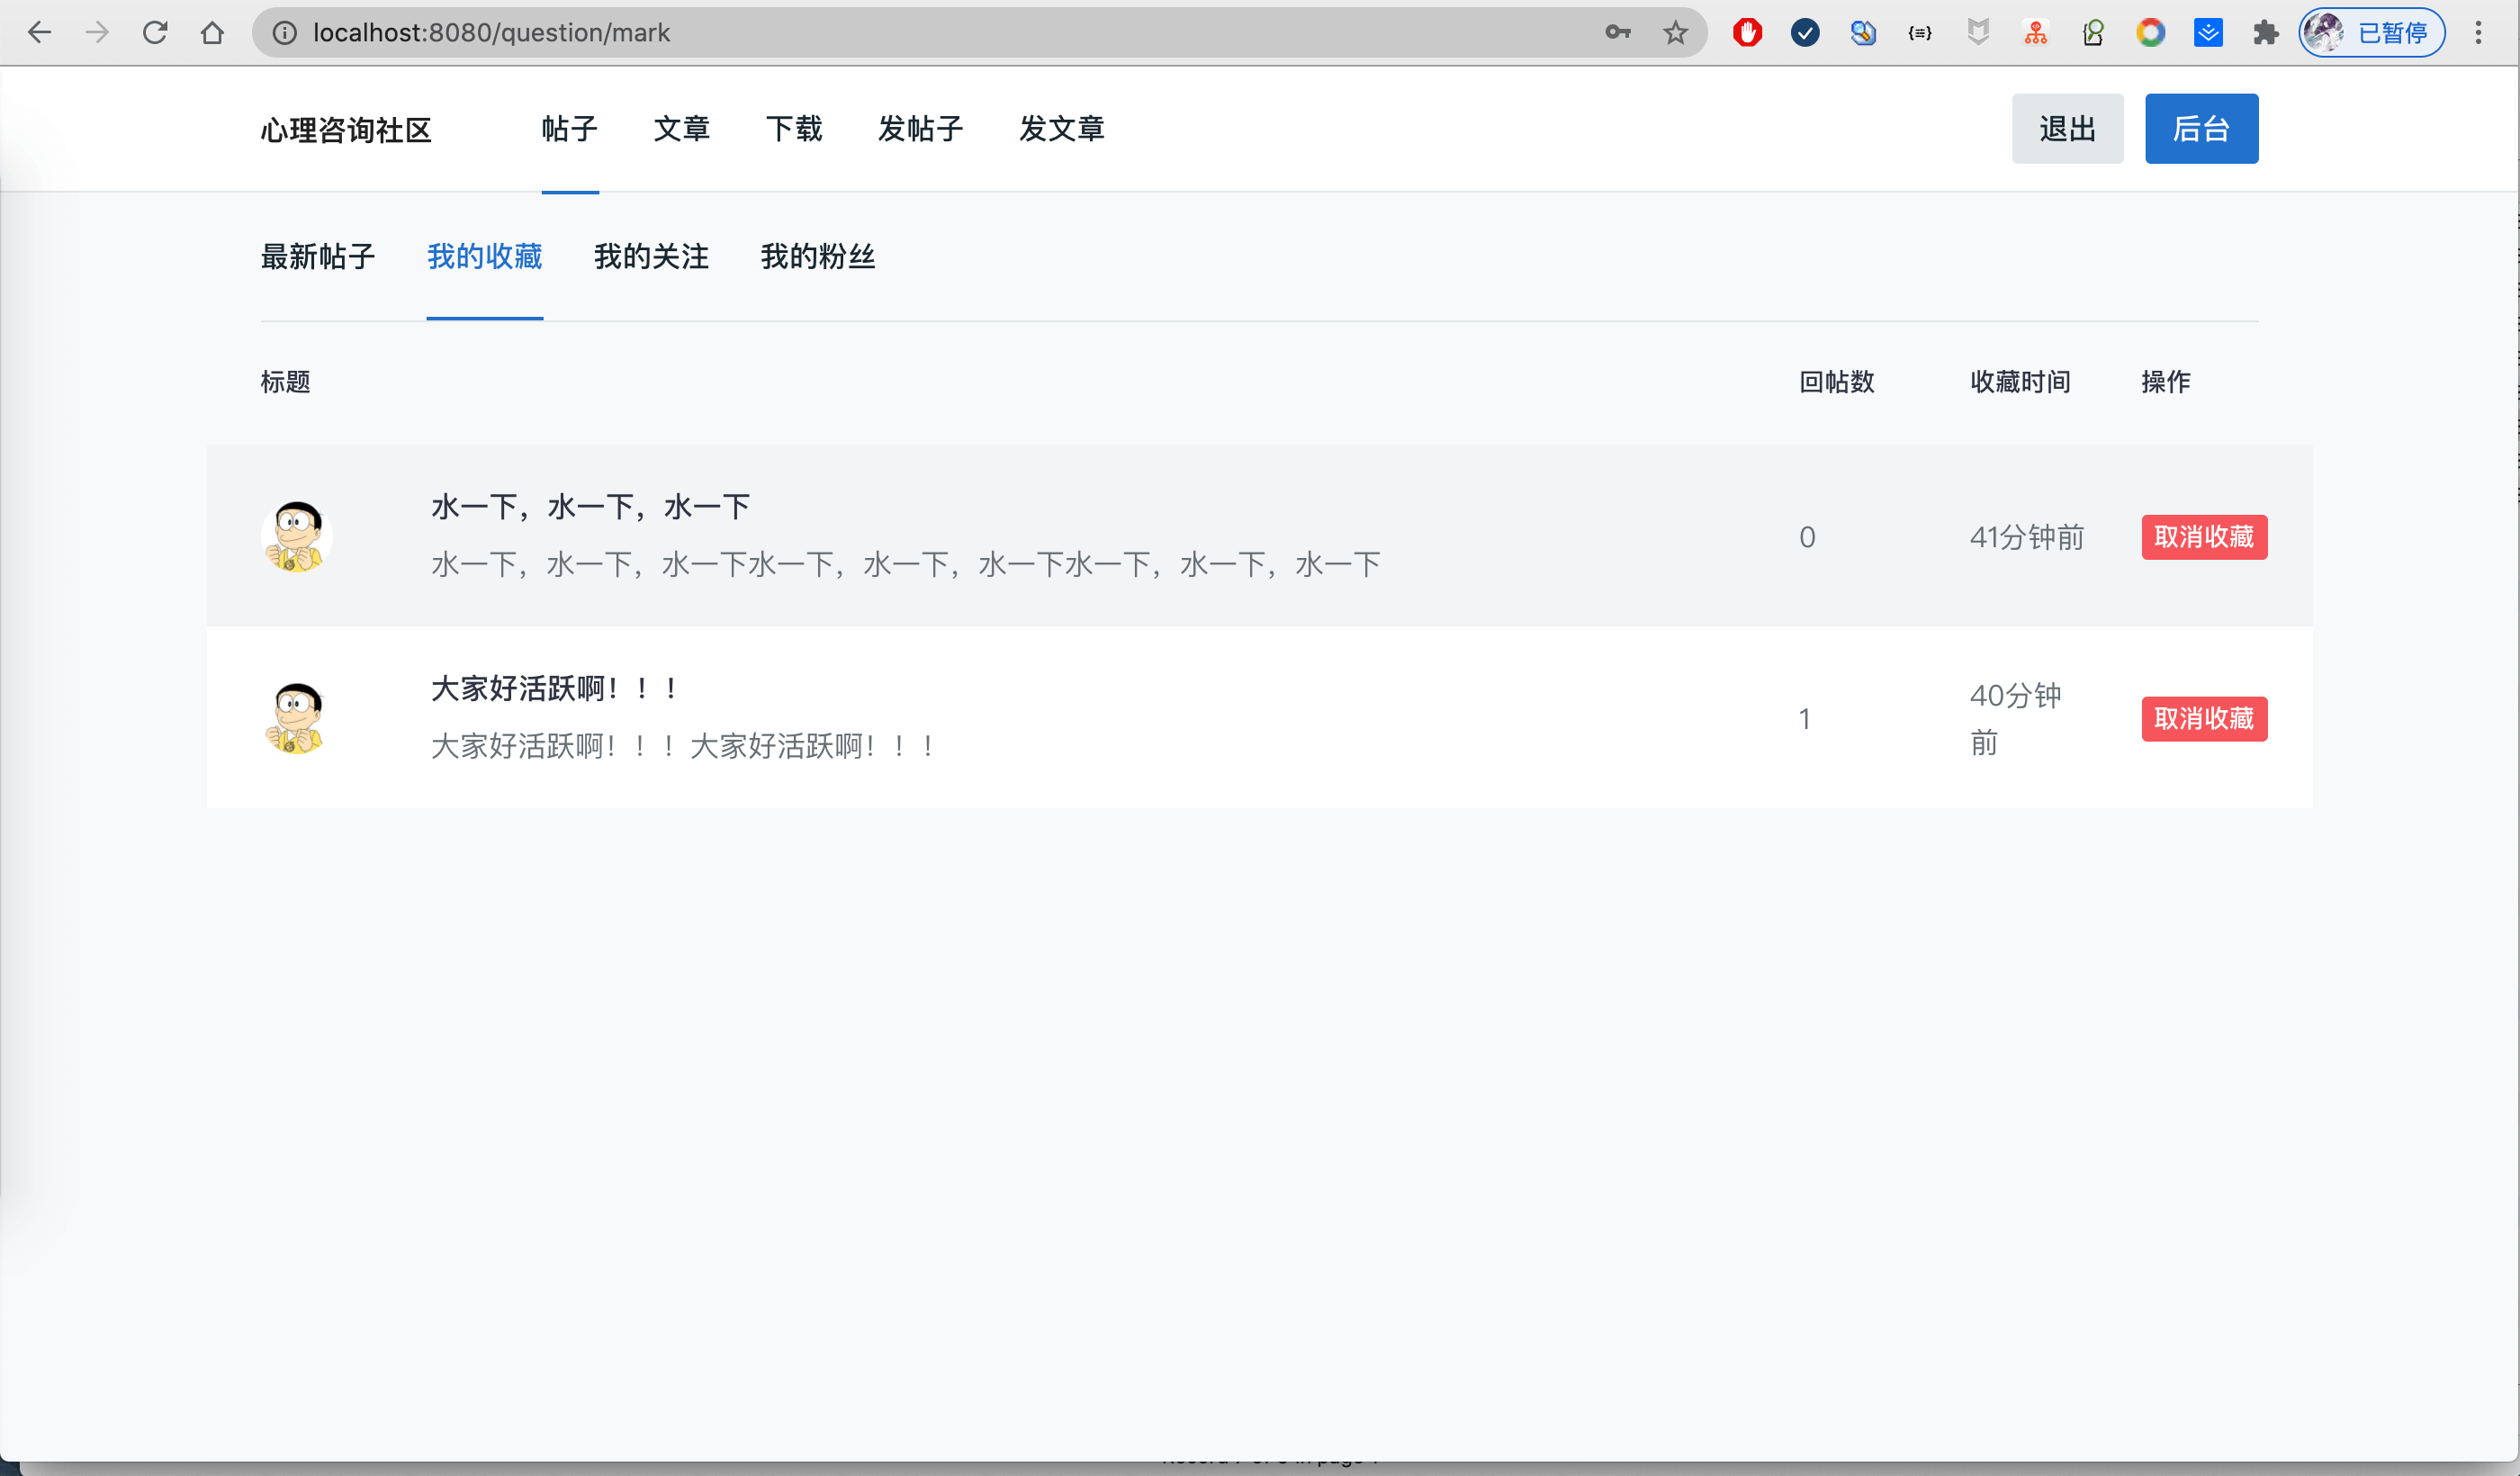 localhost:8080/question/mark
已暂停
心理咨询社区
帖子
文章
下载
发帖子
发文章
退出
后台
最新帖子
我的收藏
我的关注
我的粉丝
标题
回帖数
收藏时间
操作
水一下，水一下，水一下
水一下，水一下，水一下水一下，水一下，水一下水一下，水一下，水一下
0
41分钟前
取消收藏
大家好活跃啊！！！
大家好活跃啊！！！大家好活跃啊！！！
1
40分钟
前
取消收藏